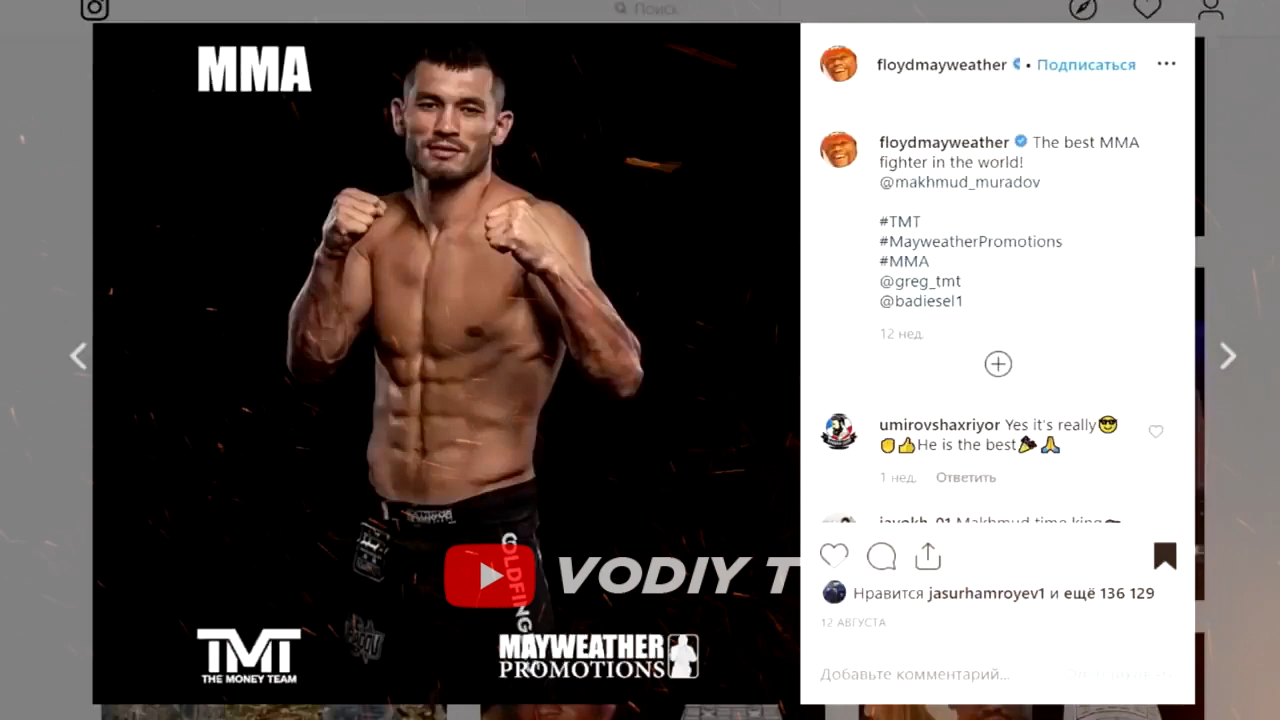 Поиск
MMA
GOLDFING
VODIY T
TMT
THE MONEY TEAM
MAYWEATHER
PROMOTIONS
floydmayweather • Подписаться
floydmayweather The best MMA
fighter in the world!
@makhmud_muradov
#TMT
#MayweatherPromotions
#MMA
@greg_tmt
@badiesel1
12 нед.
umirovshaxriyor Yes it's really😎
✊👍He is the best🎉🙏
1 нед. Ответить
Makhmud time king
Нравится jasurhamroyev1 и ещё 136 129
12 АВГУСТА
Добавьте комментарий...